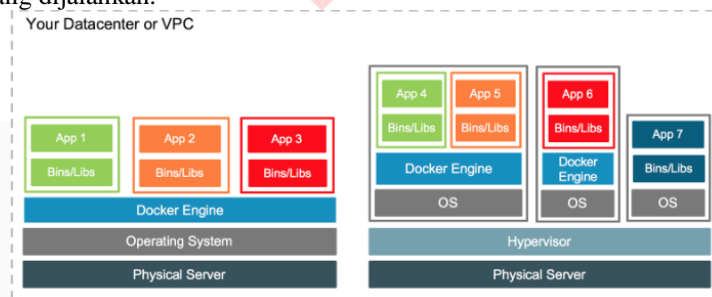 ang dijalankan.
Your Datacenter or VPC
App 1
Bins/Libs
App 2
Bins/Libs
App 3
Bins/Libs
Docker Engine
Operating System
Physical Server
App 4
Bins/Libs
App 5
Bins/Libs
Docker Engine
OS
App 6
Bins/Libs
Docker
Engine
OS
App 7
Bins/Libs
OS
Hypervisor
Physical Server